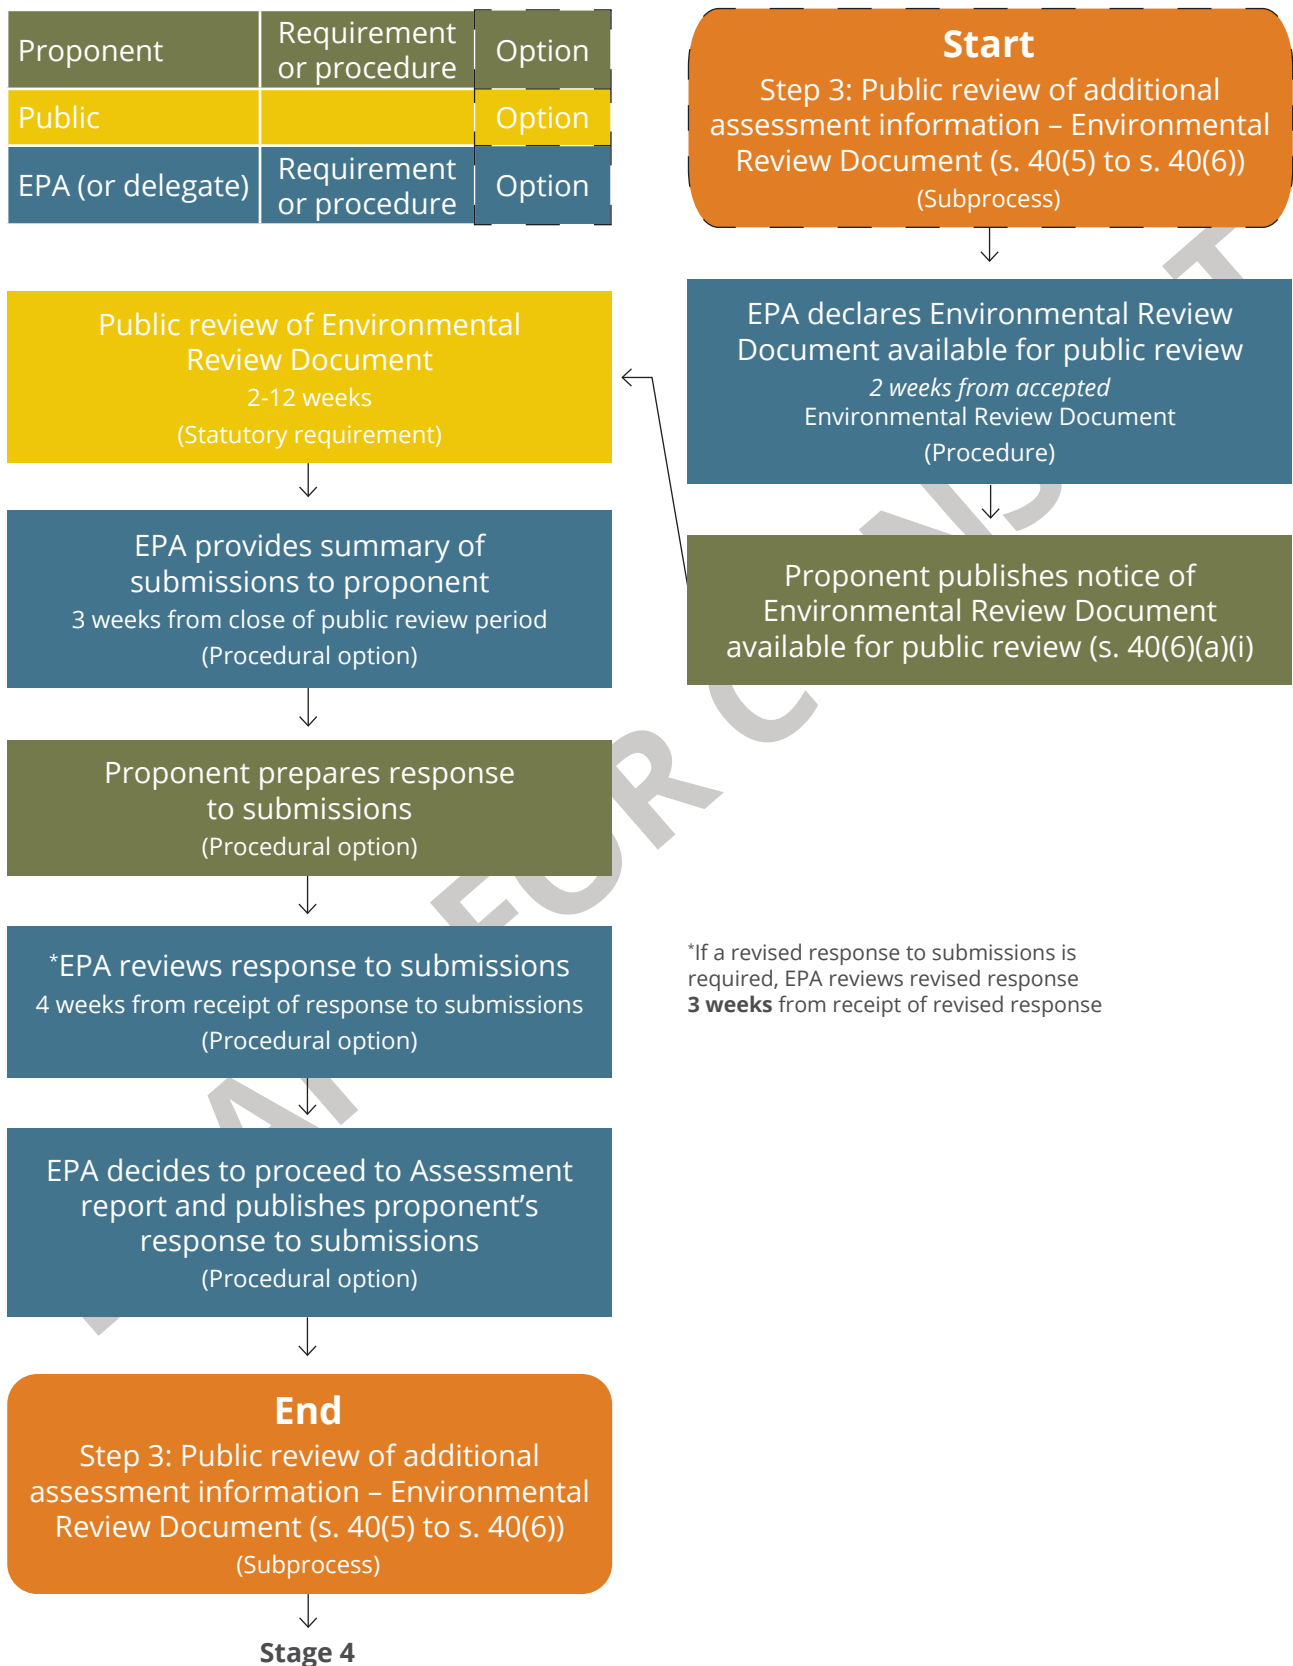 Proponent
Requirement
or procedure
Option
Public
Option
EPA (or delegate)
Requirement
or procedure
Option
Start
Step 3: Public review of additional
assessment information – Environmental
Review Document (s. 40(5) to s. 40(6))
(Subprocess)
EPA declares Environmental Review
Document available for public review
2 weeks from accepted
Environmental Review Document
(Procedure)
Proponent publishes notice of
Environmental Review Document
available for public review (s. 40(6)(a)(i)
Public review of Environmental
Review Document
2-12 weeks
(Statutory requirement)
EPA provides summary of
submissions to proponent
3 weeks from close of public review period
(Procedural option)
Proponent prepares response
to submissions
(Procedural option)
*EPA reviews response to submissions
4 weeks from receipt of response to submissions
(Procedural option)
*If a revised response to submissions is
required, EPA reviews revised response
3 weeks from receipt of revised response
EPA decides to proceed to Assessment
report and publishes proponent’s
response to submissions
(Procedural option)
End
Step 3: Public review of additional
assessment information – Environmental
Review Document (s. 40(5) to s. 40(6))
(Subprocess)
Stage 4
FOR